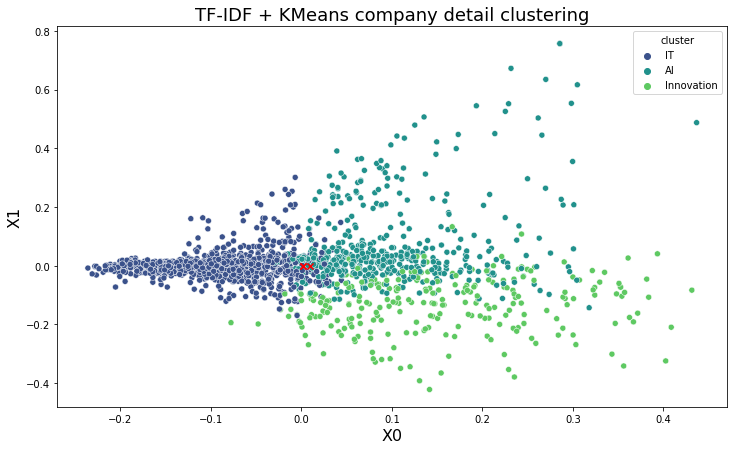 TF-IDF + KMeans company detail clustering
cluster
IT
AI
Innovation
X1
0.8
0.6
0.4
0.2
0.0
−0.2
−0.4
−0.2
−0.1
0.0
0.1
0.2
0.3
0.4
X0